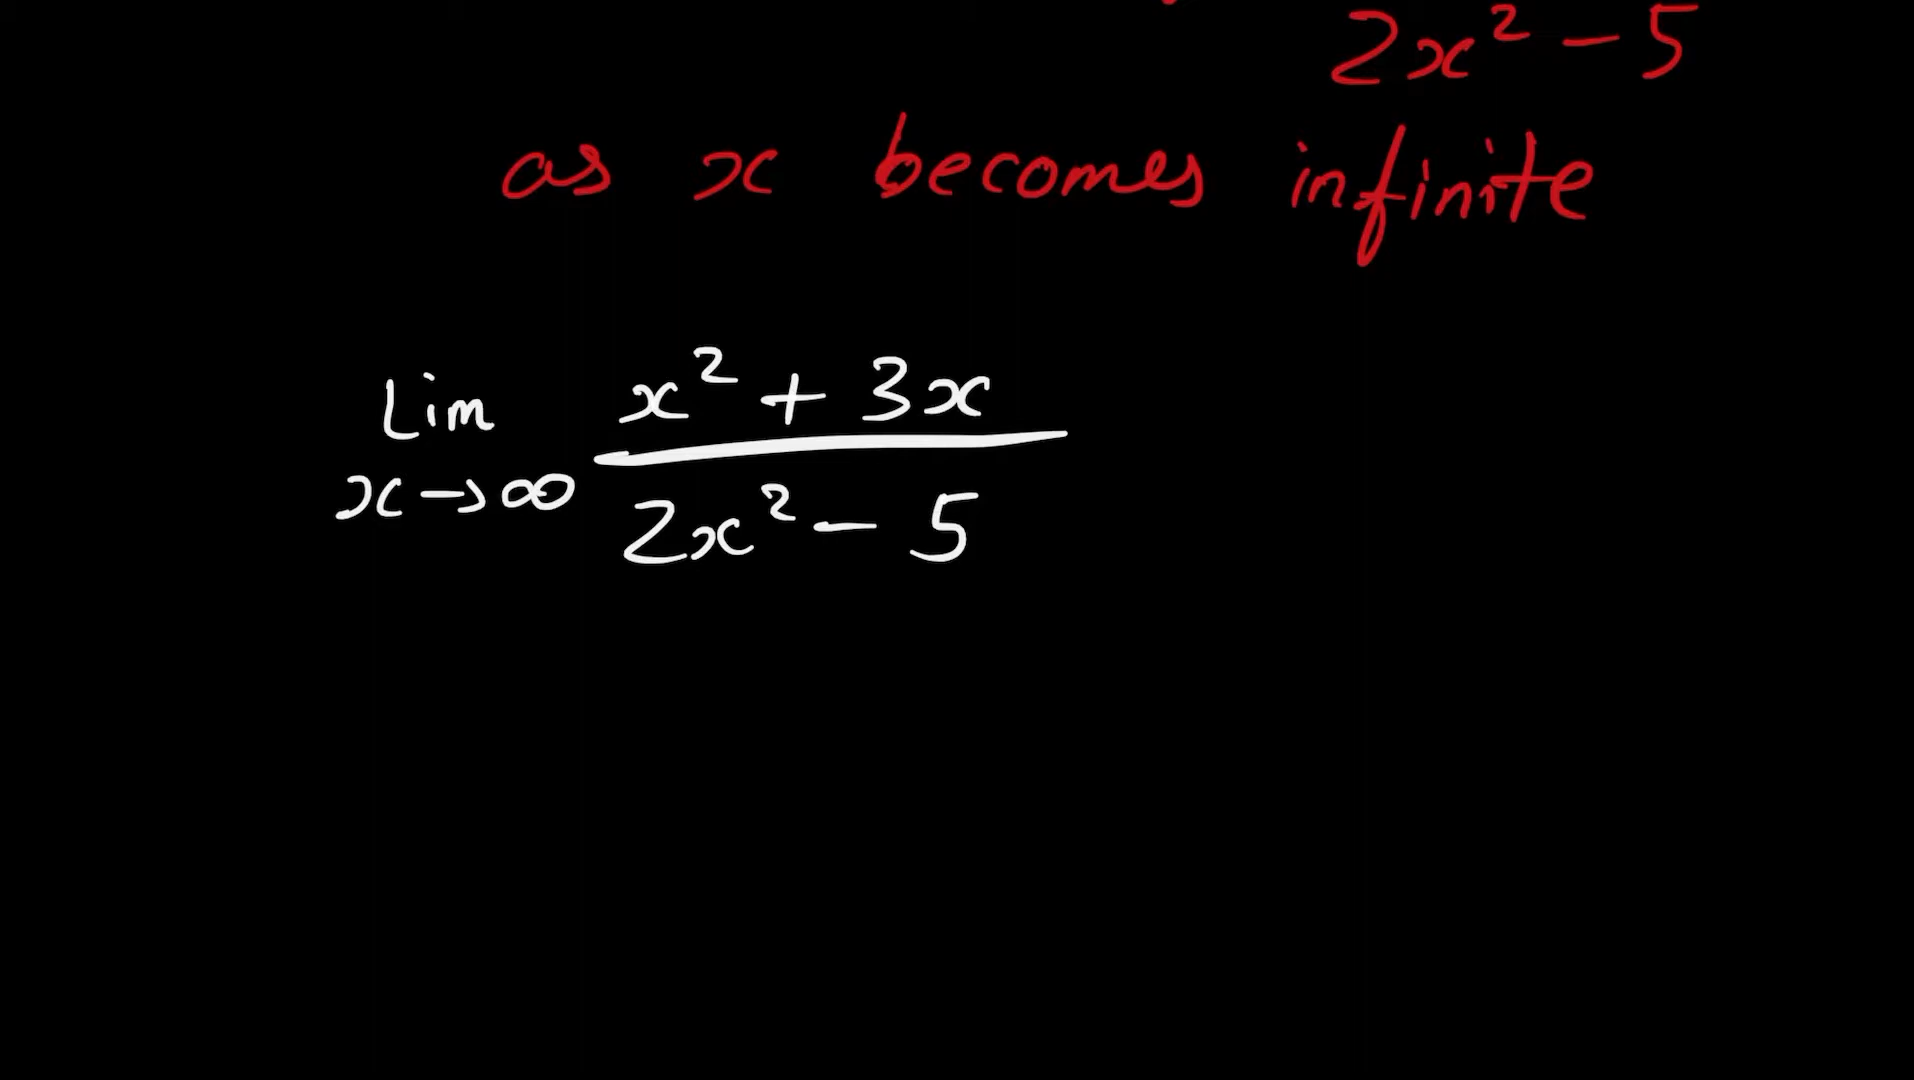 2x² - 5
as x becomes infinite
Lim x→∞ (x² + 3x)/(2x² - 5)